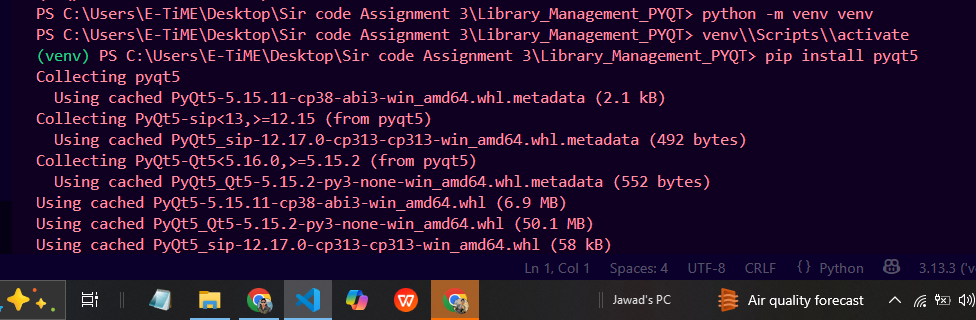 PS C:\Users\E-TiME\Desktop\Sir code Assignment 3\Library_Management_PYQT> python -m venv venv
PS C:\Users\E-TiME\Desktop\Sir code Assignment 3\Library_Management_PYQT> venv\\Scripts\\activate
(venv) PS C:\Users\E-TiME\Desktop\Sir code Assignment 3\Library_Management_PYQT> pip install pyqt5
Collecting pyqt5
  Using cached PyQt5-5.15.11-cp38-abi3-win_amd64.whl.metadata (2.1 kB)
Collecting PyQt5-sip<13,>=12.15 (from pyqt5)
  Using cached PyQt5_sip-12.17.0-cp313-cp313-win_amd64.whl.metadata (492 bytes)
Collecting PyQt5-Qt5<5.16.0,>=5.15.2 (from pyqt5)
  Using cached PyQt5_Qt5-5.15.2-py3-none-win_amd64.whl.metadata (552 bytes)
Using cached PyQt5-5.15.11-cp38-abi3-win_amd64.whl (6.9 MB)
Using cached PyQt5_Qt5-5.15.2-py3-none-win_amd64.whl (50.1 MB)
Using cached PyQt5_sip-12.17.0-cp313-cp313-win_amd64.whl (58 kB)
Ln 1, Col 1 Spaces: 4 UTF-8 CRLF {} Python 3.13.3 ('v
Jawad's PC Air quality forecast